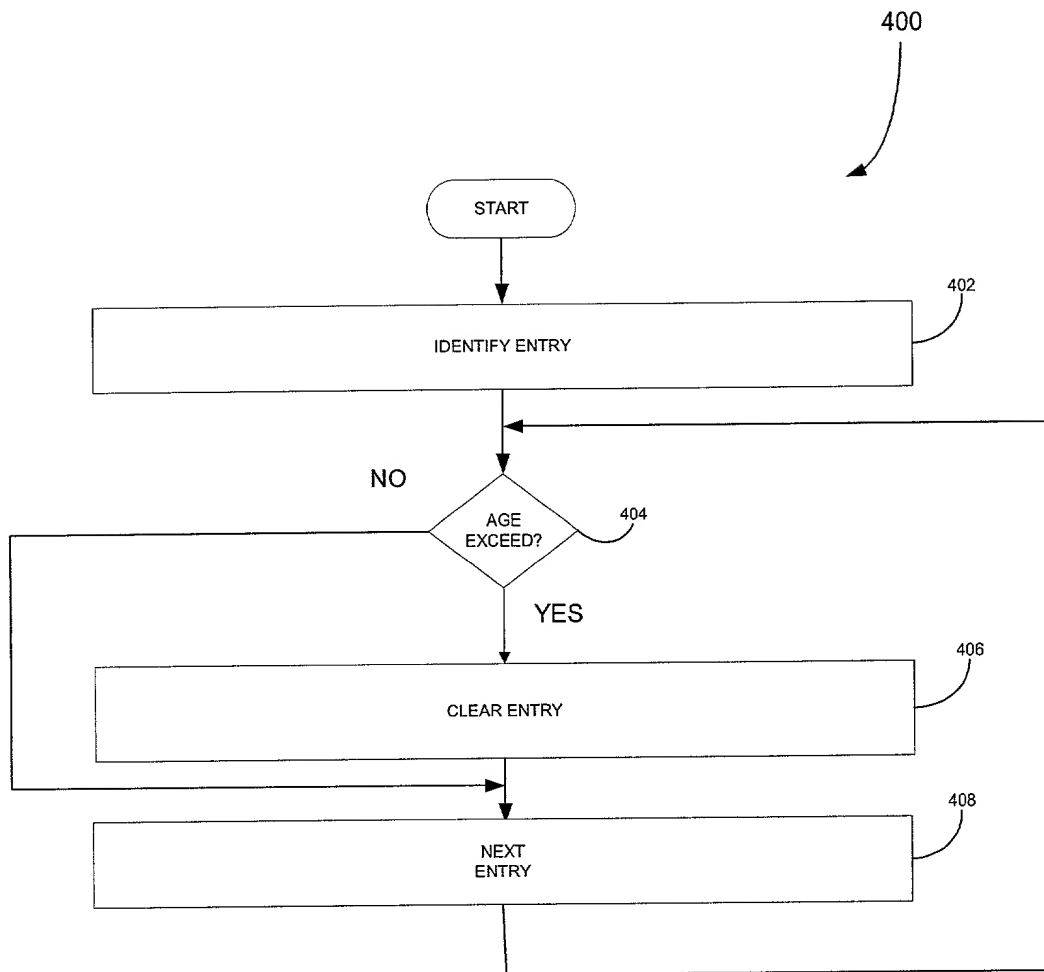 400
START
402
IDENTIFY ENTRY
NO
AGE
EXCEED?
404
YES
406
CLEAR ENTRY
408
NEXT
ENTRY